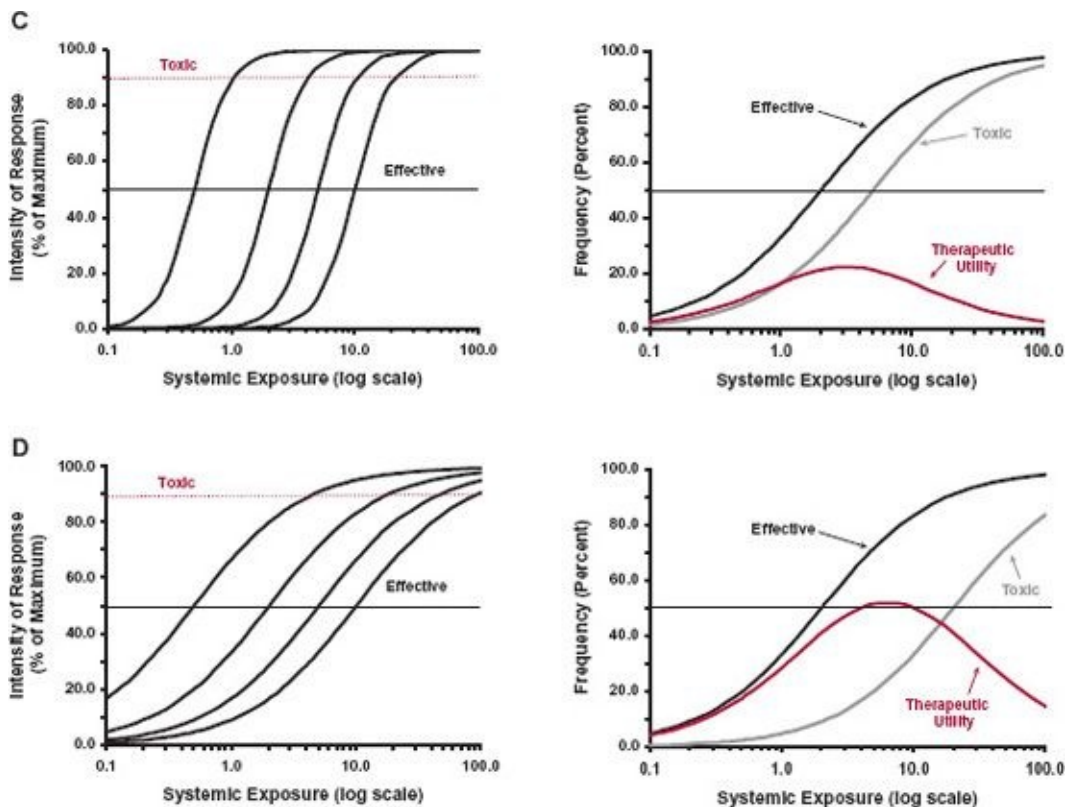 C
100.0
80.0
60.0
40.0
20.0
0.0
Intensity of Response
(% of Maximum)
Toxic
Effective
0.1 1.0 10.0 100.0
Systemic Exposure (log scale)
100.0
80.0
60.0
40.0
20.0
0.0
Frequency (Percent)
Effective
Toxic
Therapeutic
Utility
0.1 1.0 10.0 100.0
Systemic Exposure (log scale)
D
100.0
80.0
60.0
40.0
20.0
0.0
Intensity of Response
(% of Maximum)
Toxic
Effective
0.1 1.0 10.0 100.0
Systemic Exposure (log scale)
100.0
80.0
60.0
40.0
20.0
0.0
Frequency (Percent)
Effective
Toxic
Therapeutic
Utility
0.1 1.0 10.0 100.0
Systemic Exposure (log scale)